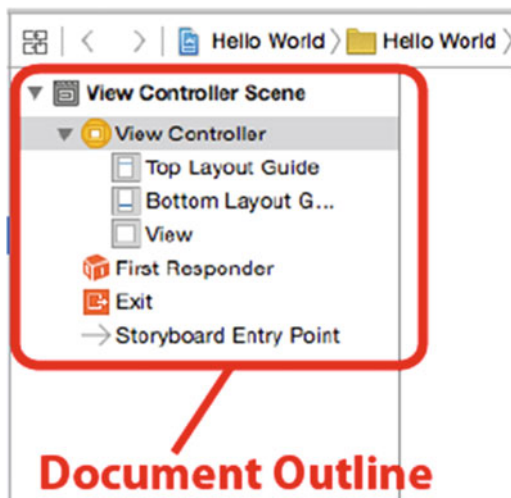 Hello World Hello World
View Controller Scene
View Controller
Top Layout Guide
Bottom Layout G...
View
First Responder
Exit
Storyboard Entry Point
Document Outline